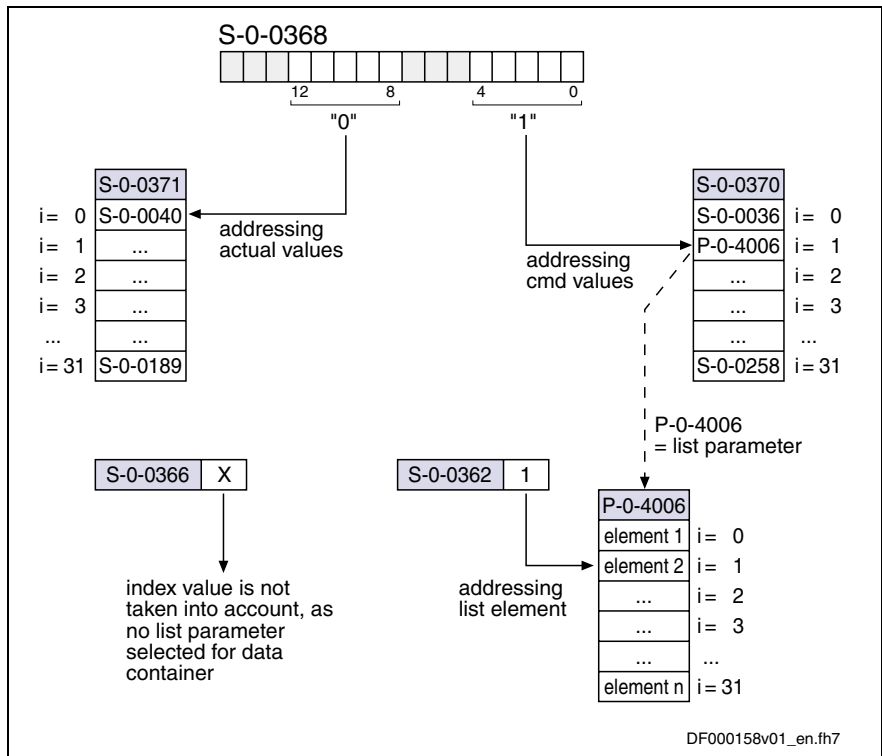 S-0-0368
12 8 4 0
"0" "1"
S-0-0371
i = 0 S-0-0040
i = 1 ...
i = 2 ...
i = 3 ...
... ...
i = 31 S-0-0189
addressing
actual values
addressing
cmd values
S-0-0370
S-0-0036 i = 0
P-0-4006 i = 1
... i = 2
... i = 3
... ...
S-0-0258 i = 31
P-0-4006
= list parameter
S-0-0366 X
index value is not
taken into account, as
no list parameter
selected for data
container
S-0-0362 1
addressing
list element
P-0-4006
element 1 i = 0
element 2 i = 1
... i = 2
... i = 3
... ...
element n i = 31
DF000158v01_en.fh7